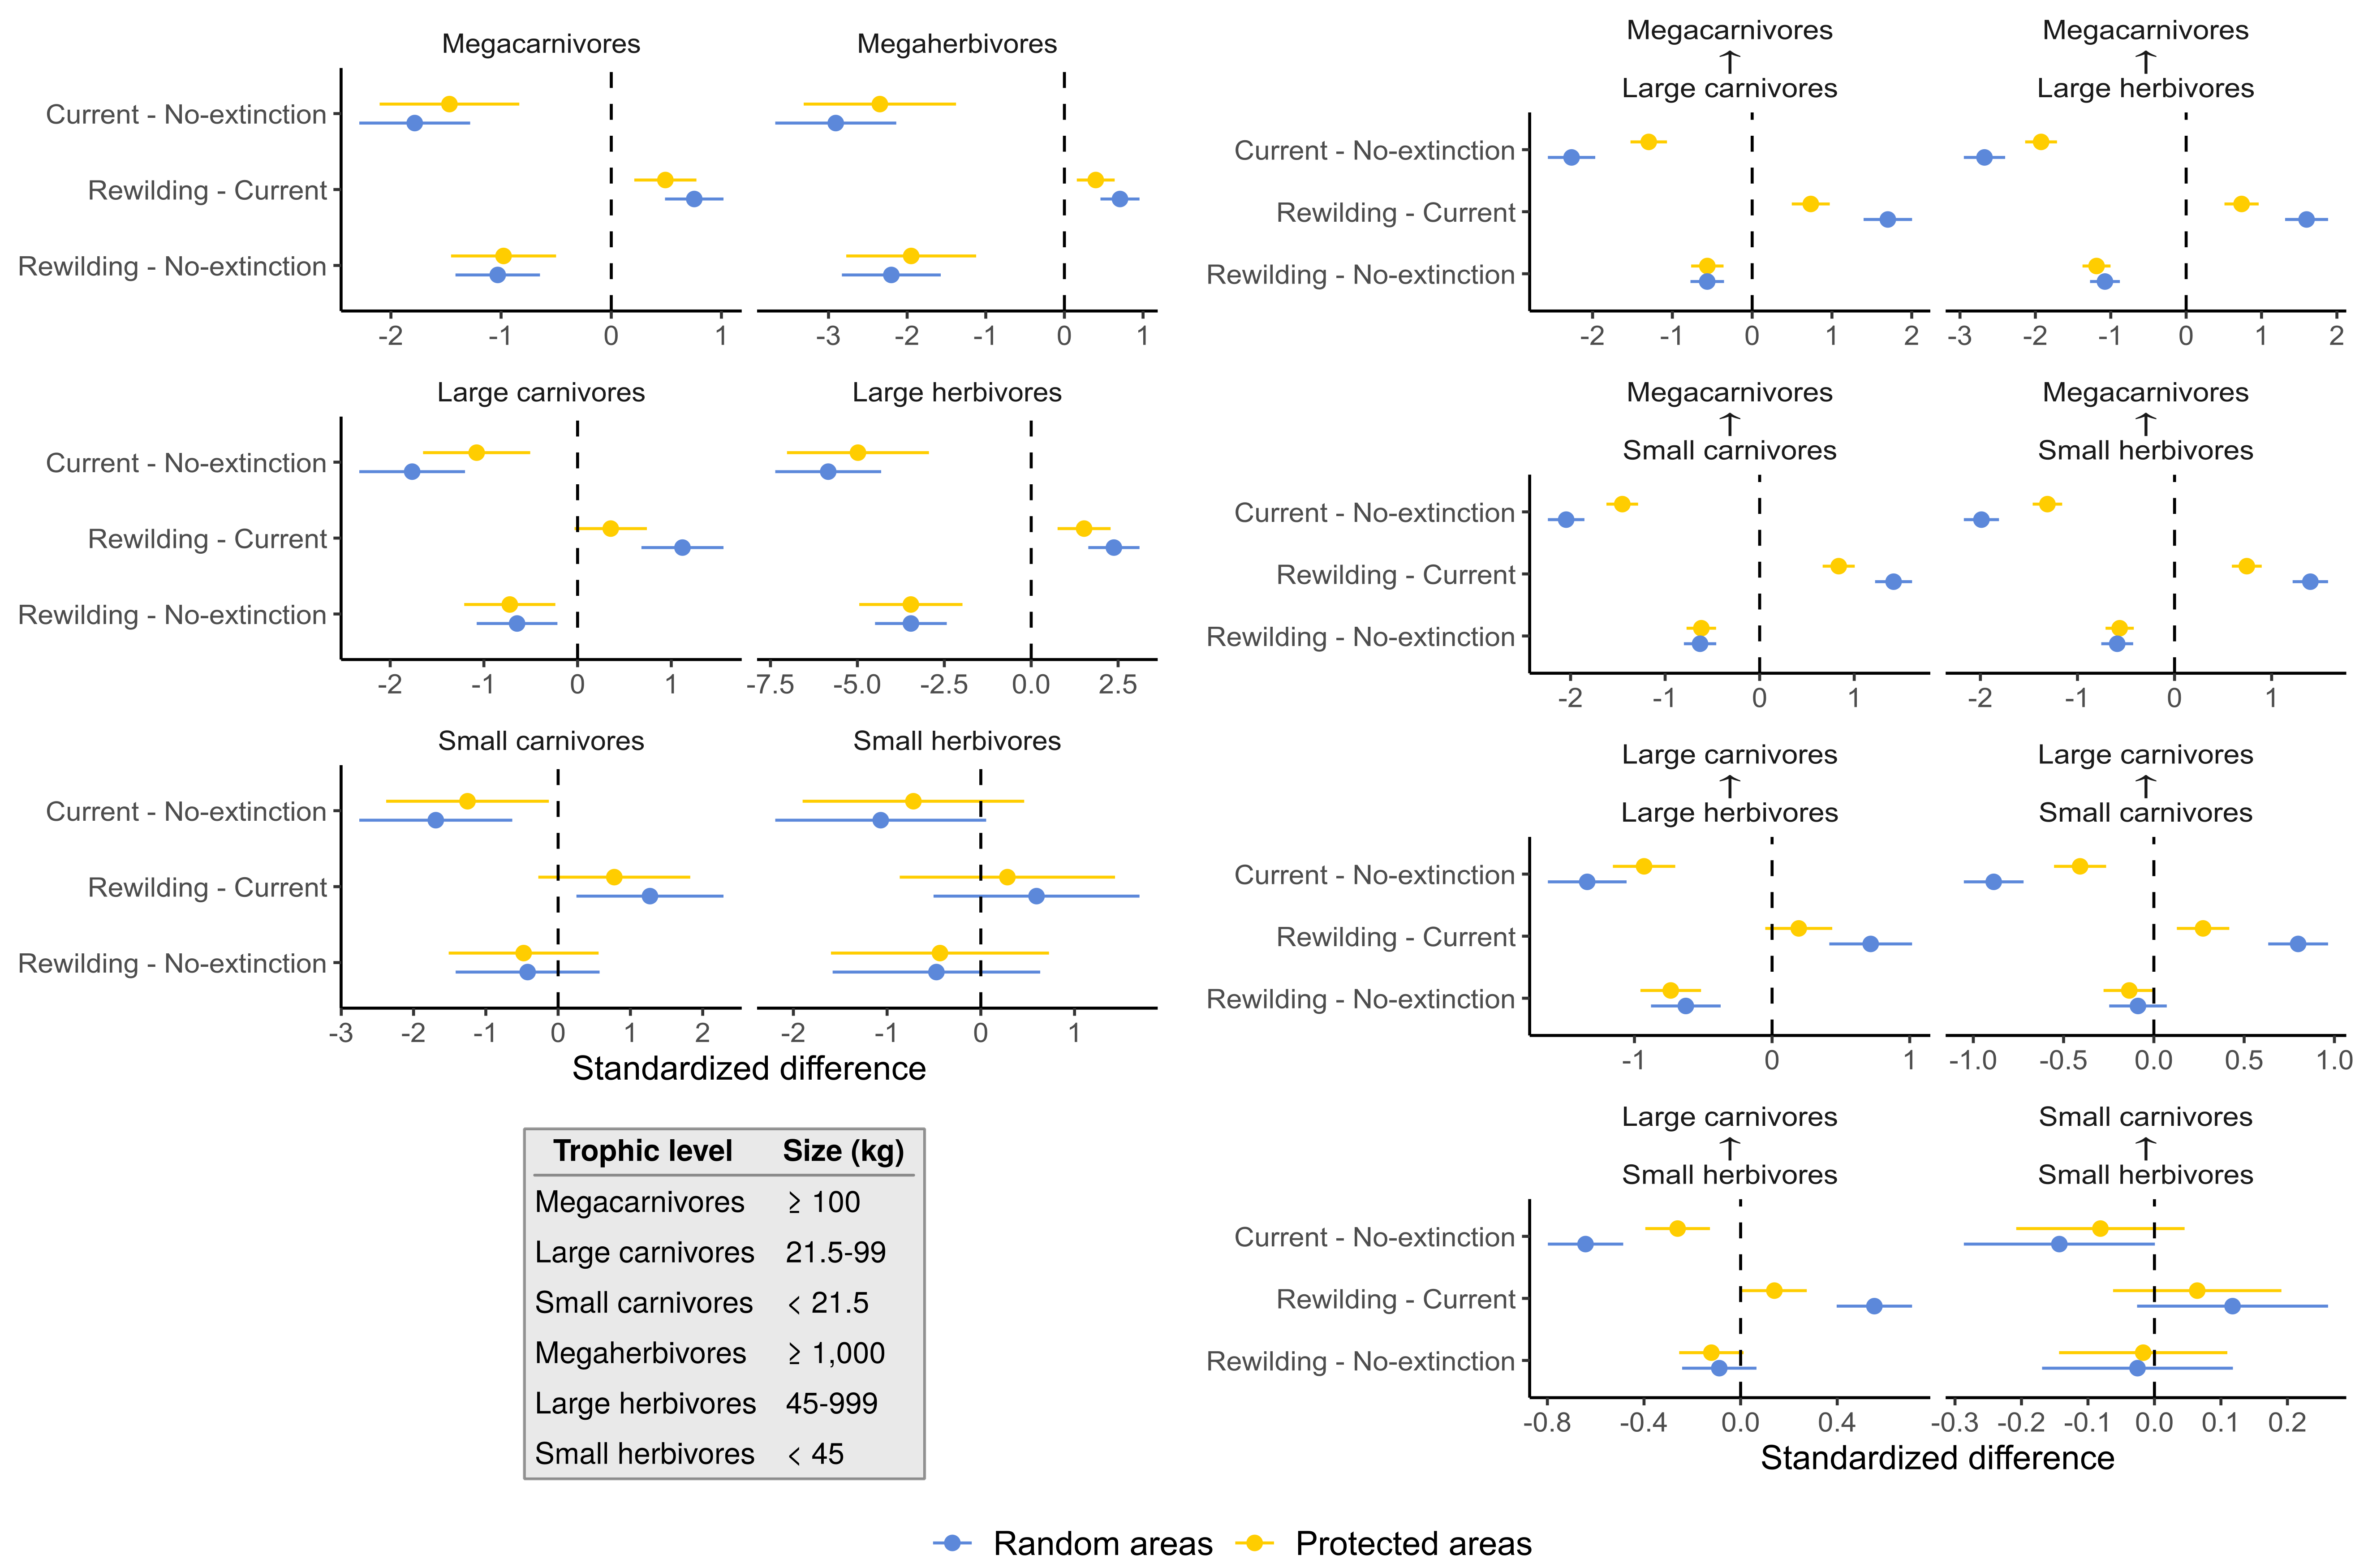 Megacarnivores Megaherbivores
Current - No-extinction
Rewilding - Current
Rewilding - No-extinction
-2 -1 0 1 -3 -2 -1 0 1
Large carnivores Large herbivores
Current - No-extinction
Rewilding - Current
Rewilding - No-extinction
-2 -1 0 1 -7.5 -5.0 -2.5 0.0 2.5
Small carnivores Small herbivores
Current - No-extinction
Rewilding - Current
Rewilding - No-extinction
-3 -2 -1 0 1 2 -2 -1 0 1
Standardized difference
Trophic level Size (kg)
Megacarnivores ≥ 100
Large carnivores 21.5-99
Small carnivores < 21.5
Megaherbivores ≥ 1,000
Large herbivores 45-999
Small herbivores < 45
Megacarnivores Megacarnivores
↑ ↑
Large carnivores Large herbivores
Current - No-extinction
Rewilding - Current
Rewilding - No-extinction
-2 -1 0 1 2 -3 -2 -1 0 1 2
Megacarnivores Megacarnivores
↑ ↑
Small carnivores Small herbivores
Current - No-extinction
Rewilding - Current
Rewilding - No-extinction
-2 -1 0 1 -2 -1 0 1
Large carnivores Large carnivores
↑ ↑
Large herbivores Small carnivores
Current - No-extinction
Rewilding - Current
Rewilding - No-extinction
-1 0 1 -1.0 -0.5 0.0 0.5 1.0
Large carnivores Small carnivores
↑ ↑
Small herbivores Small herbivores
Current - No-extinction
Rewilding - Current
Rewilding - No-extinction
-0.8 -0.4 0.0 0.4 -0.3 -0.2 -0.1 0.0 0.1 0.2
Standardized difference
Random areas Protected areas